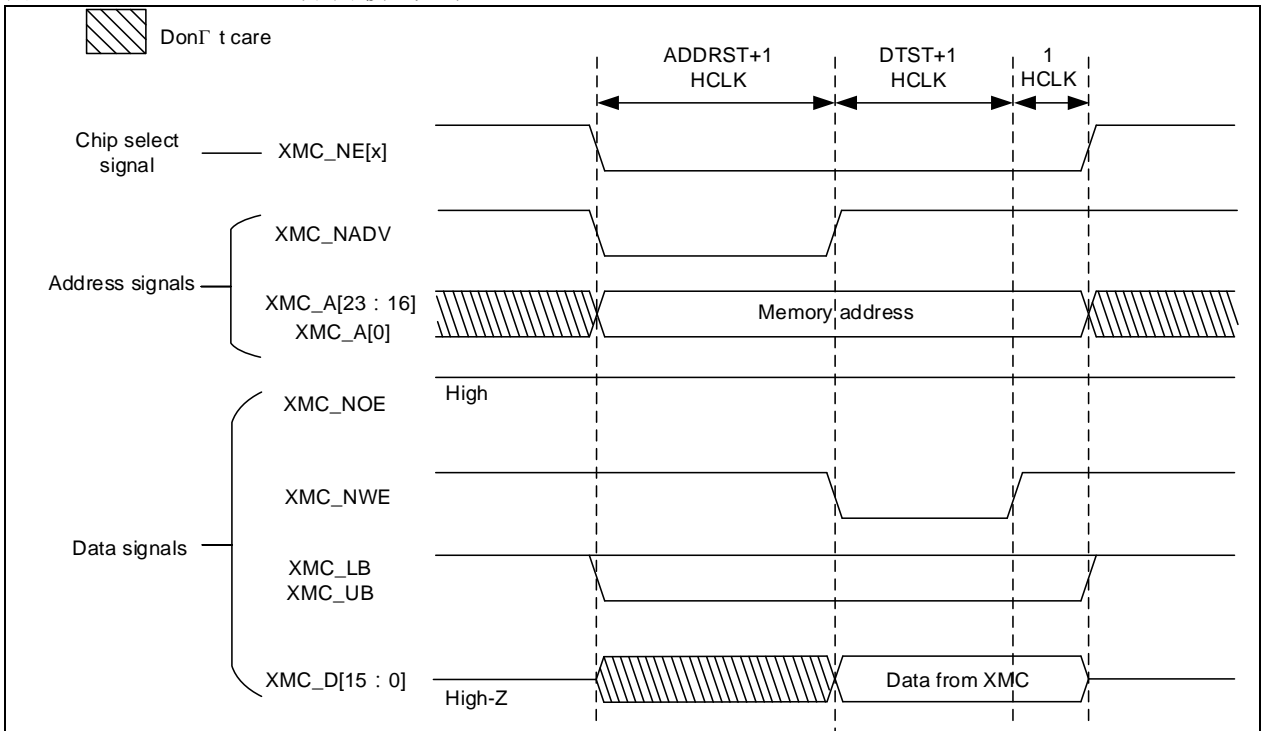 DonΓ t care
ADDRST+1
HCLK
DTST+1
HCLK
1
HCLK
Chip select
signal
XMC_NE[x]
Address signals
XMC_NADV
XMC_A[23 : 16]
XMC_A[0]
Memory address
Data signals
XMC_NOE
High
XMC_NWE
XMC_LB
XMC_UB
XMC_D[15 : 0]
High-Z
Data from XMC